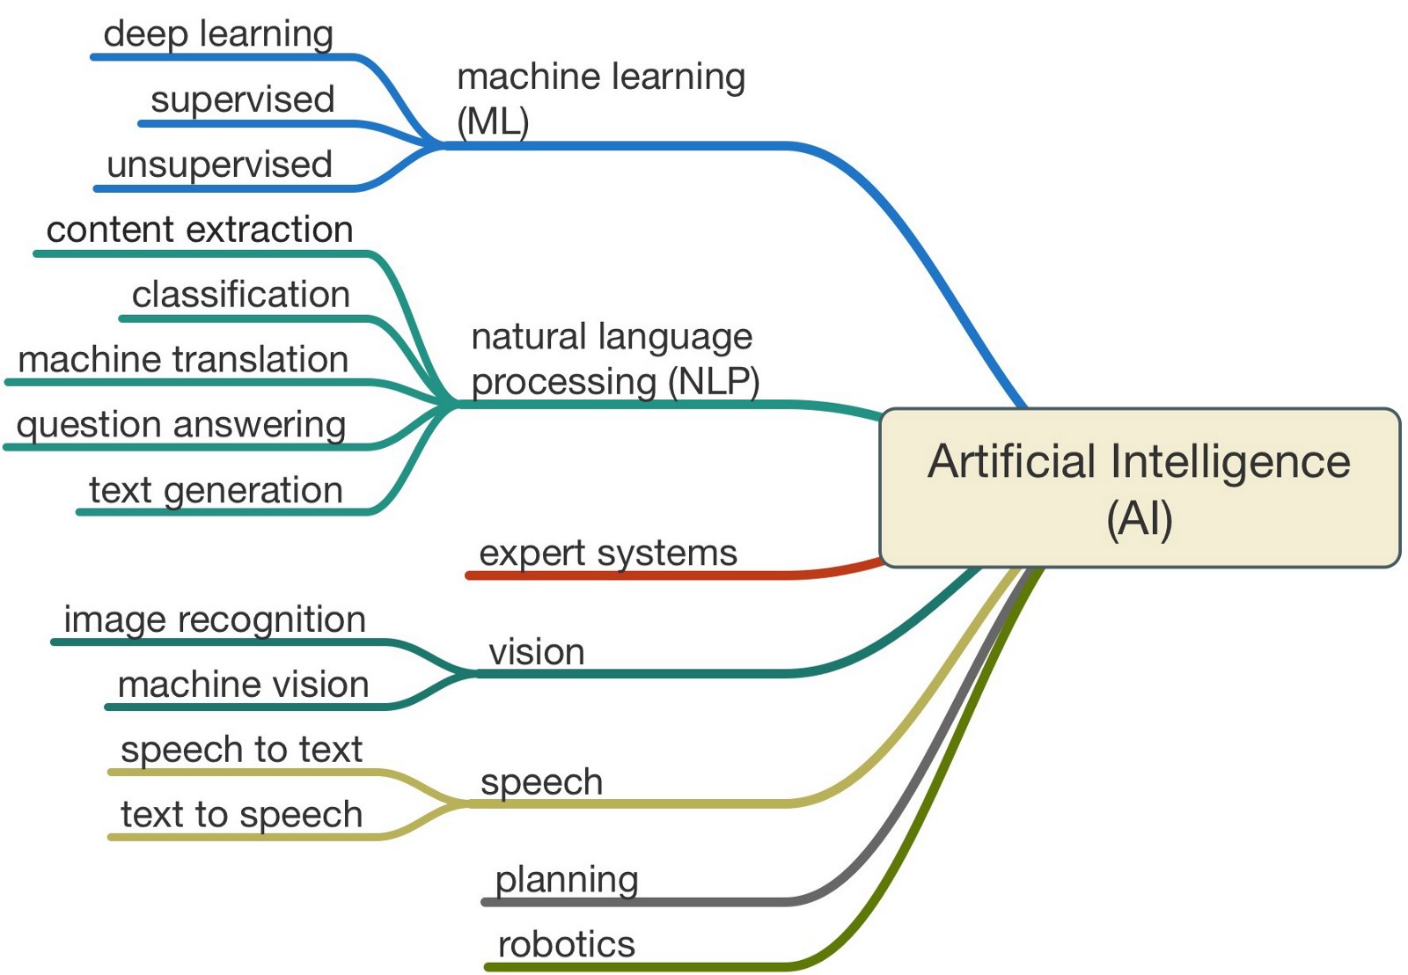 deep learning
supervised
unsupervised
machine learning
(ML)
content extraction
classification
machine translation
question answering
text generation
natural language
processing (NLP)
Artificial Intelligence
(AI)
expert systems
image recognition
machine vision
vision
speech to text
text to speech
speech
planning
robotics